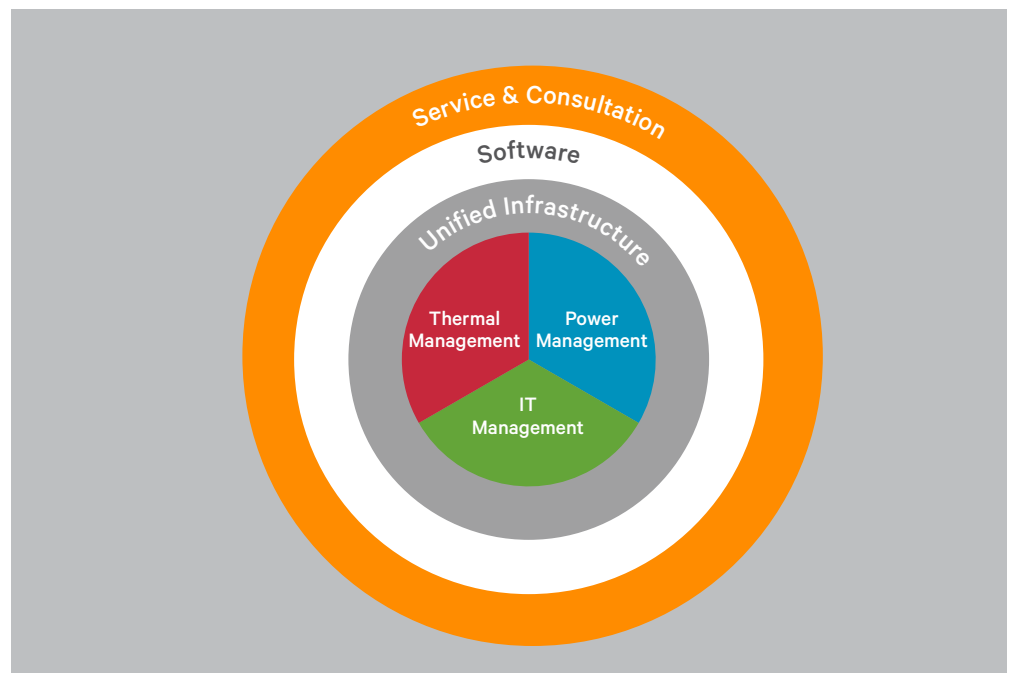 Service & Consultation
Software
Unified Infrastructure
Thermal
Management
Power
Management
IT
Management